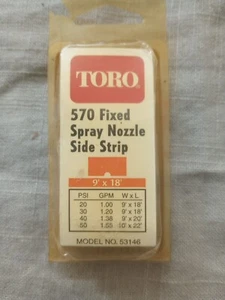 TORO
570 Fixed
Spray Nozzle
Side Strip
9' x 18'
PSI GPM W x L
20 1.00 9' x 18'
30 1.20 9' x 18'
40 1.38 9' x 20'
50 1.55 10' x 22'
MODEL NO. 53146